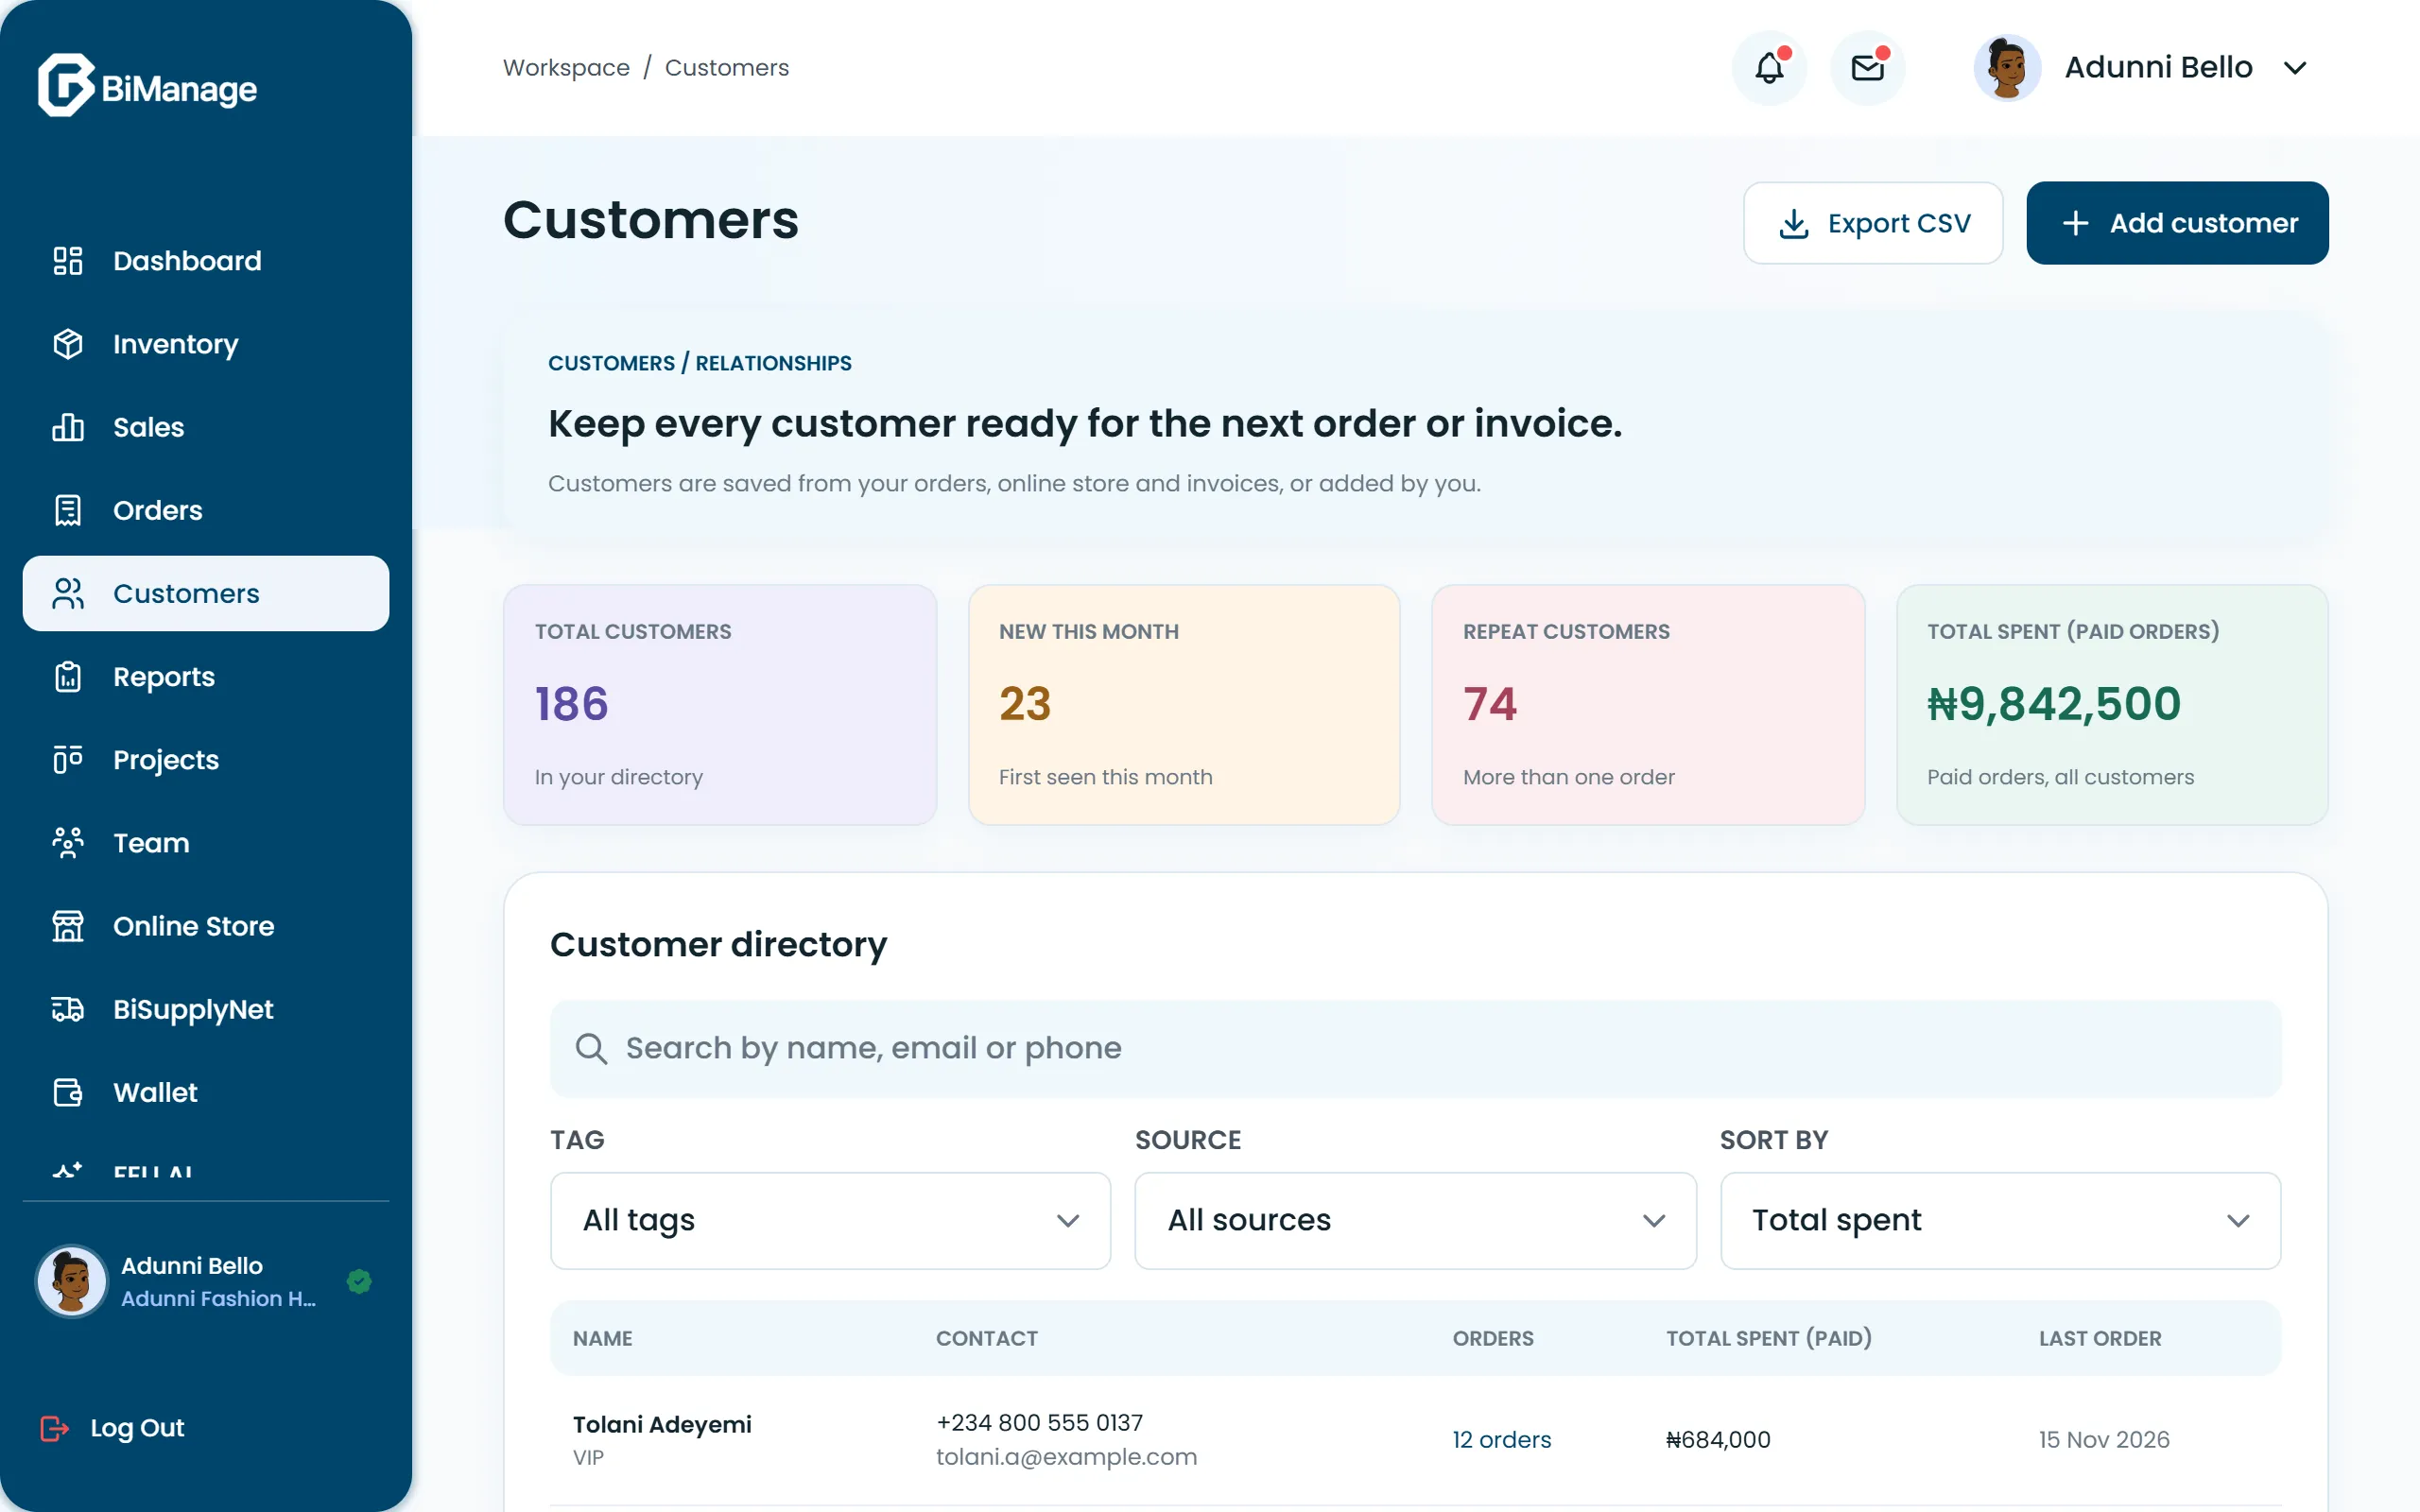 BiManage
Dashboard
Inventory
Sales
Orders
Customers
Reports
Projects
Team
Online Store
BiSupplyNet
Wallet
Adunni Bello
Adunni Fashion H...
Log Out
Workspace / Customers
Adunni Bello
Customers
Export CSV
Add customer
CUSTOMERS / RELATIONSHIPS
Keep every customer ready for the next order or invoice.
Customers are saved from your orders, online store and invoices, or added by you.
TOTAL CUSTOMERS
186
In your directory
NEW THIS MONTH
23
First seen this month
REPEAT CUSTOMERS
74
More than one order
TOTAL SPENT (PAID ORDERS)
₦9,842,500
Paid orders, all customers
Customer directory
Search by name, email or phone
TAG
All tags
SOURCE
All sources
SORT BY
Total spent
NAME CONTACT ORDERS TOTAL SPENT (PAID) LAST ORDER
Tolani Adeyemi
VIP
+234 800 555 0137
tolani.a@example.com
12 orders
₦684,000
15 Nov 2026